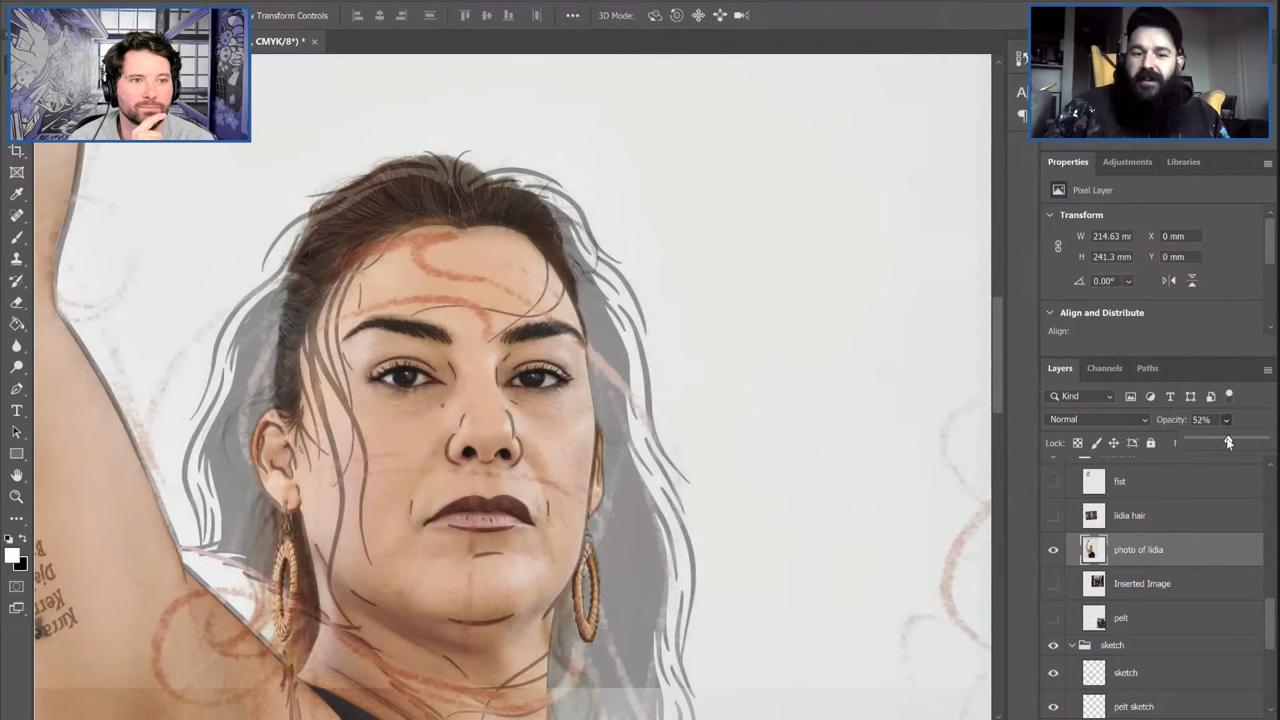 Transform Controls
3D Mode:
CMYK/8*) *
Properties
Adjustments
Libraries
Pixel Layer
Transform
W 214.63 mr X 0 mm
H 241.3 mm Y 0 mm
0.00°
Align and Distribute
Align:
Layers
Channels
Paths
Kind
Normal
Opacity: 52%
Lock:
fist
lidia hair
photo of lidia
Inserted Image
pelt
sketch
sketch
pelt sketch